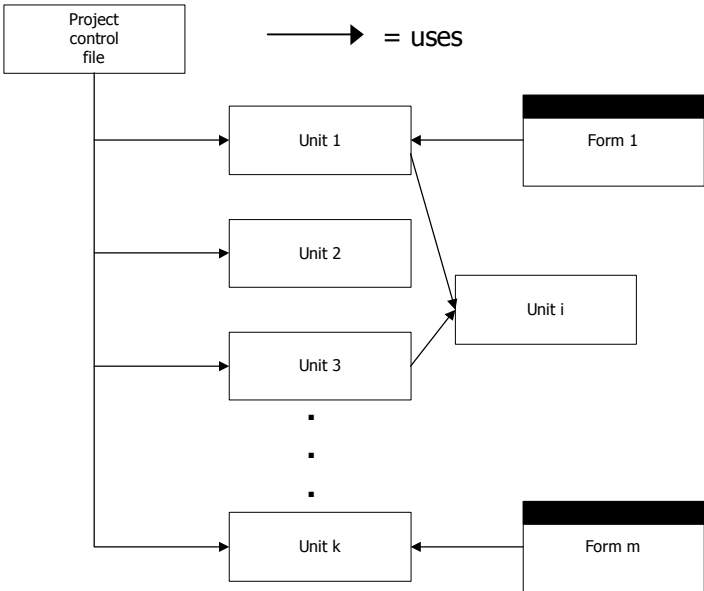 Project
control
file
= uses
Unit 1
Form 1
Unit 2
Unit i
Unit 3
Unit k
Form m